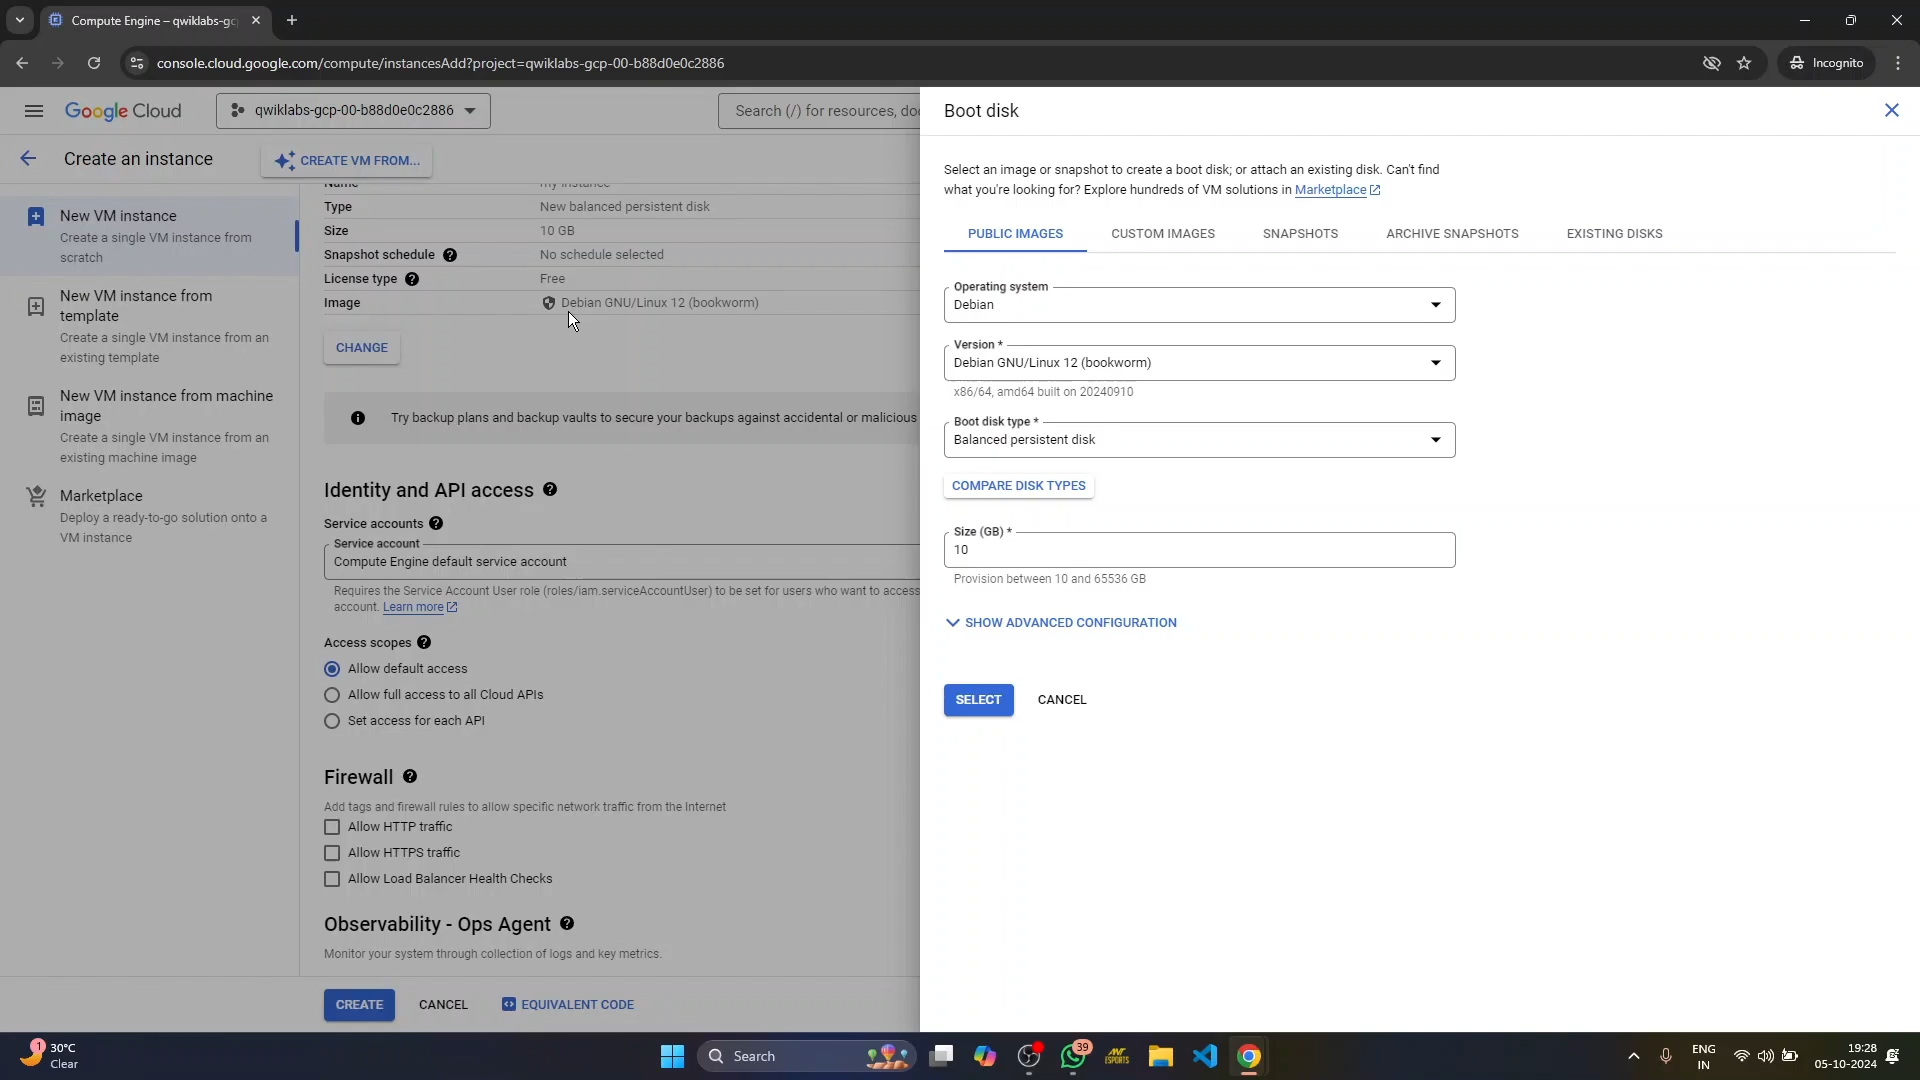 Compute Engine – qwiklabs-gc
console.cloud.google.com/compute/instancesAdd?project=qwiklabs-gcp-00-b88d0e0c2886
Incognito
Google Cloud
qwiklabs-gcp-00-b88d0e0c2886
Search (/) for resources, doc
Create an instance
CREATE VM FROM...
New VM instance
Create a single VM instance from
scratch
New VM instance from
template
Create a single VM instance from an
existing template
New VM instance from machine
image
Create a single VM instance from an
existing machine image
Marketplace
Deploy a ready-to-go solution onto a
VM instance
Name my instance
Type New balanced persistent disk
Size 10 GB
Snapshot schedule No schedule selected
License type Free
Image Debian GNU/Linux 12 (bookworm)
CHANGE
Try backup plans and backup vaults to secure your backups against accidental or malicious
Identity and API access
Service accounts
Service account
Compute Engine default service account
Requires the Service Account User role (roles/iam.serviceAccountUser) to be set for users who want to access
account. Learn more
Access scopes
Allow default access
Allow full access to all Cloud APIs
Set access for each API
Firewall
Add tags and firewall rules to allow specific network traffic from the Internet
Allow HTTP traffic
Allow HTTPS traffic
Allow Load Balancer Health Checks
Observability - Ops Agent
Monitor your system through collection of logs and key metrics.
CREATE CANCEL EQUIVALENT CODE
Boot disk
Select an image or snapshot to create a boot disk; or attach an existing disk. Can't find
what you're looking for? Explore hundreds of VM solutions in Marketplace
PUBLIC IMAGES CUSTOM IMAGES SNAPSHOTS ARCHIVE SNAPSHOTS EXISTING DISKS
Operating system
Debian
Version *
Debian GNU/Linux 12 (bookworm)
x86/64, amd64 built on 20240910
Boot disk type *
Balanced persistent disk
COMPARE DISK TYPES
Size (GB) *
10
Provision between 10 and 65536 GB
SHOW ADVANCED CONFIGURATION
SELECT CANCEL
1
30°C
Clear
Search
39
ESPORTS
ENG
IN
19:28
05-10-2024